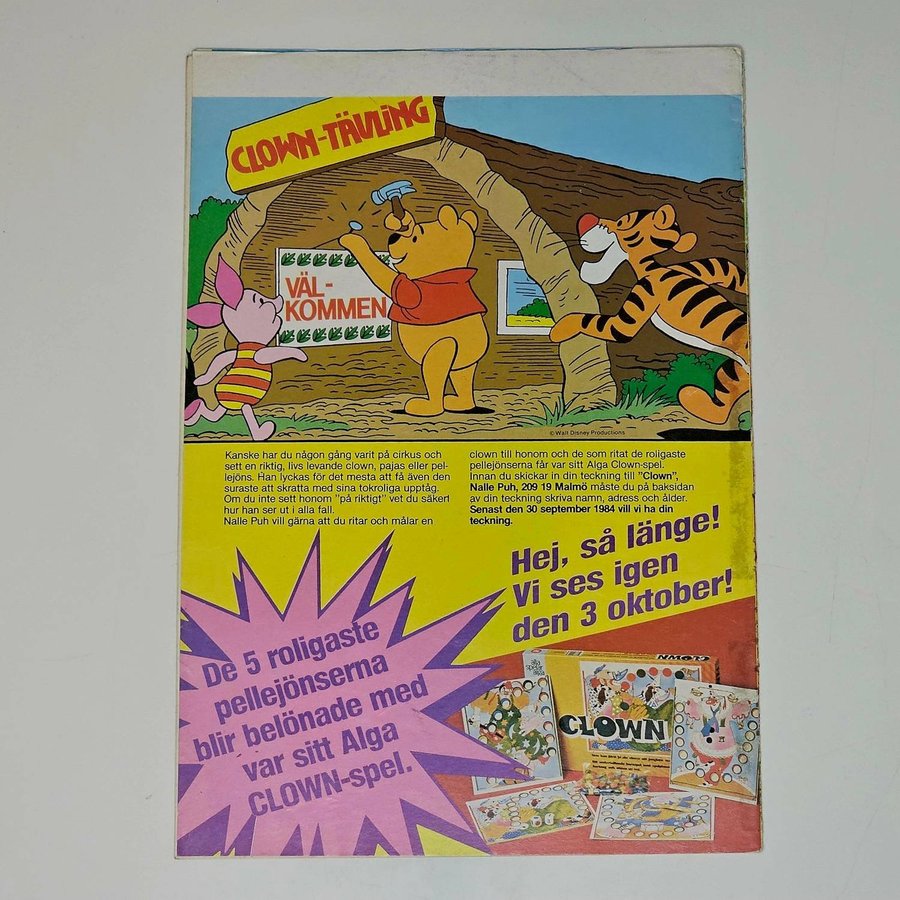 CLOWN-TÄVLING
VÄL-
KOMMEN
© Walt Disney Productions
Kanske har du någon gång varit på cirkus och
sett en riktig, livs levande clown, pajas eller pel-
lejöns. Han lyckas för det mesta att få även den
suraste att skratta med sina tokroliga upptåg.
Om du inte sett honom "på riktigt" vet du säkerl
hur han ser ut i alla fall.
Nalle Puh vill gärna att du ritar och målar en
clown till honom och de som ritat de roligaste
pellejönserna får var sitt Alga Clown-spel.
Innan du skickar in din teckning till "Clown",
Nalle Puh, 209 19 Malmö måste du på baksidan
av din teckning skriva namn, adress och ålder.
Senast den 30 september 1984 vill vi ha din
teckning.
Hej, så länge!
Vi ses igen
den 3 oktober!
De 5 roligaste
pellejönserna
blir belönade med
var sitt Alga
CLOWN-spel.
alga
spelar
alla
CLOWN
CLOWN